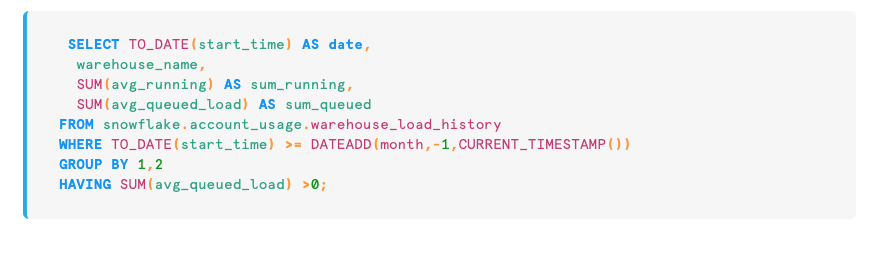 SELECT TO_DATE(start_time) AS date,
warehouse_name,
SUM(avg_running) AS sum_running,
SUM(avg_queued_load) AS sum_queued
FROM snowflake.account_usage.warehouse_load_history
WHERE TO_DATE(start_time) >= DATEADD(month,-1,CURRENT_TIMESTAMP())
GROUP BY 1,2
HAVING SUM(avg_queued_load) >0;